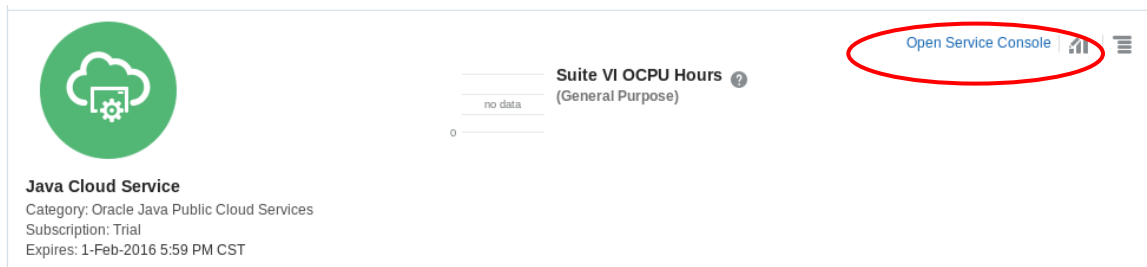 Open Service Console
Suite VI OCPU Hours ?
(General Purpose)
no data
0
Java Cloud Service
Category: Oracle Java Public Cloud Services
Subscription: Trial
Expires: 1-Feb-2016 5:59 PM CST